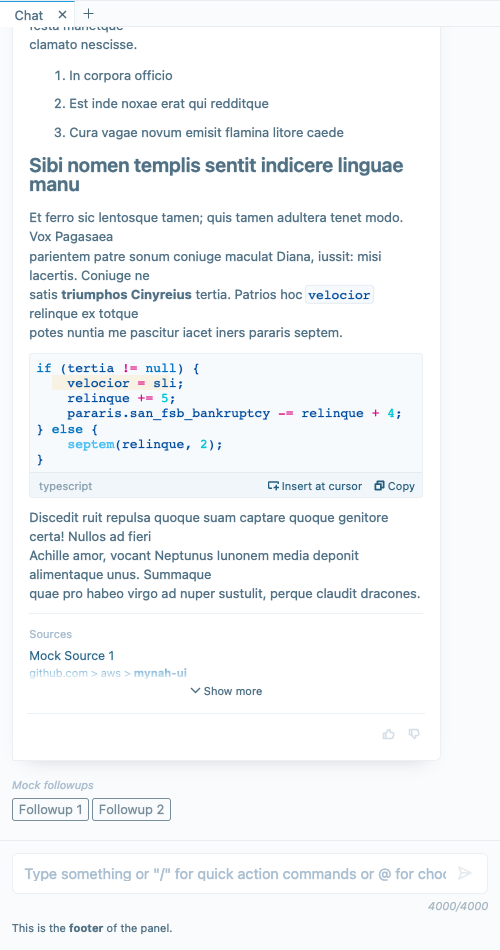 Chat
festa manetque
clamato nescisse.
1. In corpora officio
2. Est inde noxae erat qui redditque
3. Cura vagae novum emisit flamina litore caede
Sibi nomen templis sentit indicere linguae
manu
Et ferro sic lentosque tamen; quis tamen adultera tenet modo.
Vox Pagasaea
parientem patre sonum coniuge maculat Diana, iussit: misi
lacertis. Coniuge ne
satis triumphos Cinyreius tertia. Patrios hoc velocior
relinque ex totque
potes nuntia me pascitur iacet iners pararis septem.
if (tertia != null) {
    velocior = sli;
    relinque += 5;
    pararis.san_fsb_bankruptcy -= relinque + 4;
} else {
    septem(relinque, 2);
}
typescript Insert at cursor Copy
Discedit ruit repulsa quoque suam captare quoque genitore
certa! Nullos ad fieri
Achille amor, vocant Neptunus Iunonem media deponit
alimentaque unus. Summaque
quae pro habeo virgo ad nuper sustulit, perque claudit dracones.
Sources
Mock Source 1
github.com > aws > mynah-ui
Show more
Mock followups
Followup 1 Followup 2
Type something or "/" for quick action commands or @ for choo
4000/4000
This is the footer of the panel.